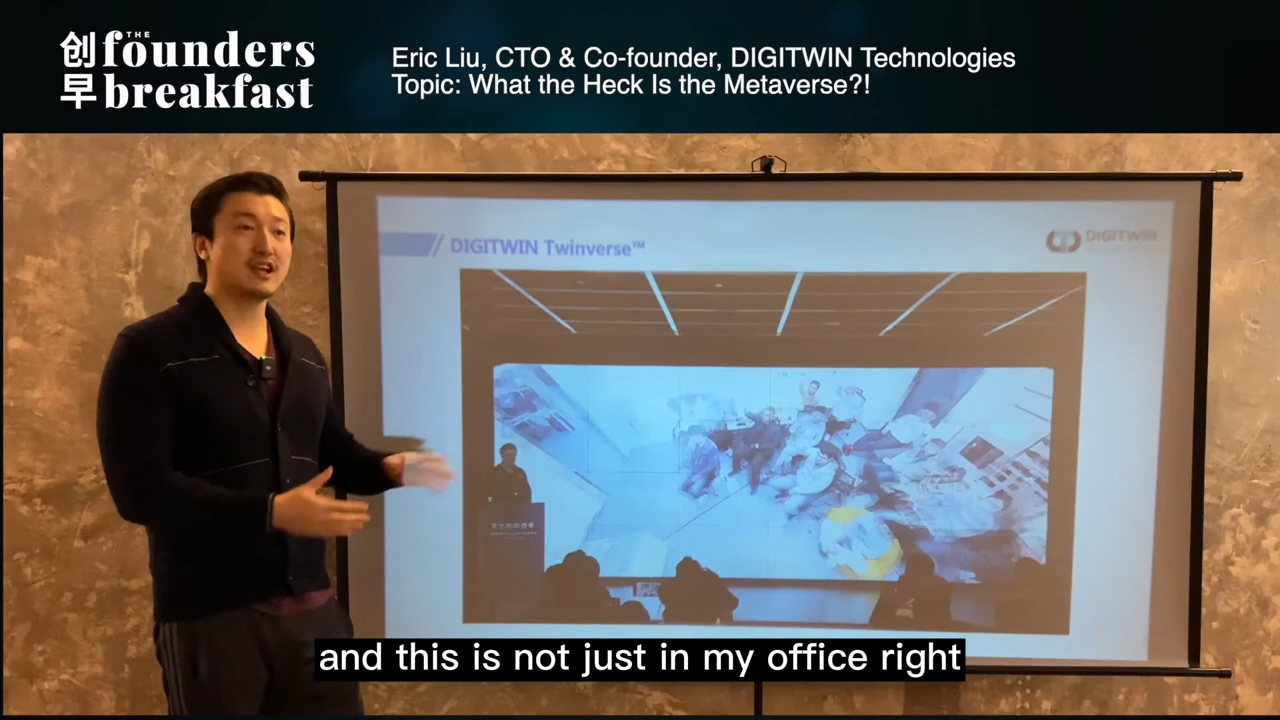 创 THE founders
早 breakfast
Eric Liu, CTO & Co-founder, DIGITWIN Technologies
Topic: What the Heck Is the Metaverse?!
DIGITWIN Twinverse™
DIGITWIN
and this is not just in my office right